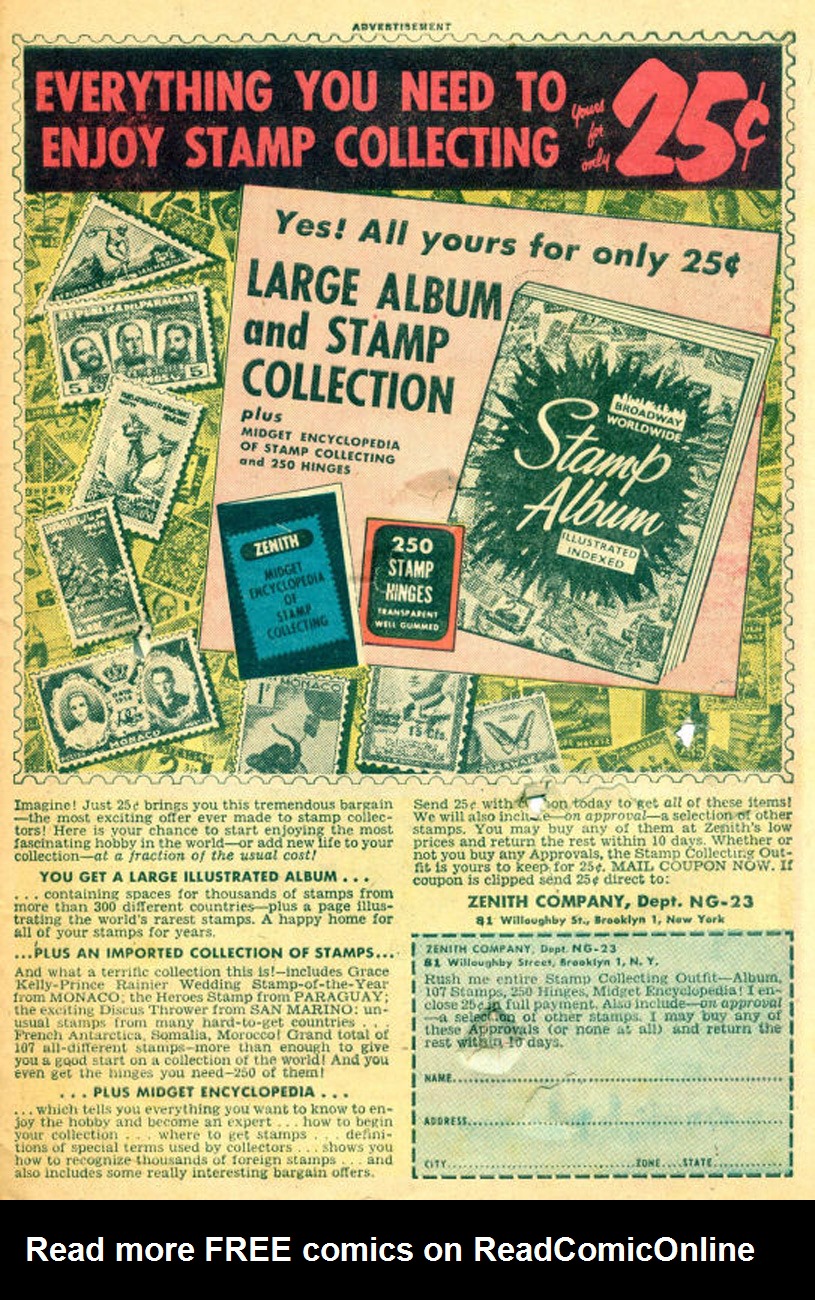 ADVERTISEMENT
EVERYTHING YOU NEED TO
ENJOY STAMP COLLECTING
Yours
for
only
25¢
Yes! All yours for only 25¢
LARGE ALBUM
and STAMP
COLLECTION
plus
MIDGET ENCYCLOPEDIA
OF STAMP COLLECTING
and 250 HINGES
BROADWAY
WORLDWIDE
Stamp
Album
ILLUSTRATED
INDEXED
ZENITH
MIDGET
ENCYCLOPEDIA
OF
STAMP
COLLECTING
250
STAMP
HINGES
TRANSPARENT
WELL GUMMED
SAN MARINO
REPUBLICA DEL PARAGUAY
5 5
MONACO
1F MONACO
15 Cts.
Imagine! Just 25¢ brings you this tremendous bargain
—the most exciting offer ever made to stamp collec-
tors! Here is your chance to start enjoying the most
fascinating hobby in the world—or add new life to your
collection—at a fraction of the usual cost!
YOU GET A LARGE ILLUSTRATED ALBUM . . .
. . . containing spaces for thousands of stamps from
more than 300 different countries—plus a page illus-
trating the world's rarest stamps. A happy home for
all of your stamps for years.
...PLUS AN IMPORTED COLLECTION OF STAMPS...
And what a terrific collection this is!—includes Grace
Kelly-Prince Rainier Wedding Stamp-of-the-Year
from MONACO; the Heroes Stamp from PARAGUAY;
the exciting Discus Thrower from SAN MARINO: un-
usual stamps from many hard-to-get countries . . .
French Antarctica, Somalia, Morocco! Grand total of
107 all-different stamps—more than enough to give
you a good start on a collection of the world! And you
even get the hinges you need—250 of them!
. . . PLUS MIDGET ENCYCLOPEDIA . . .
. . . which tells you everything you want to know to en-
joy the hobby and become an expert . . . how to begin
your collection . . . where to get stamps . . . defini-
tions of special terms used by collectors . . . shows you
how to recognize thousands of foreign stamps . . . and
also includes some really interesting bargain offers.
Send 25¢ with on today to get all of these items!
We will also include—on approval—a selection of other
stamps. You may buy any of them at Zenith's low
prices and return the rest within 10 days. Whether or
not you buy any Approvals, the Stamp Collecting Out-
fit is yours to keep for 25¢. MAIL COUPON NOW. If
coupon is clipped send 25¢ direct to:
ZENITH COMPANY, Dept. NG-23
81 Willoughby St., Brooklyn 1, New York
ZENITH COMPANY, Dept. NG-23
81 Willoughby Street, Brooklyn 1, N. Y.
Rush me entire Stamp Collecting Outfit—Album,
107 Stamps, 250 Hinges, Midget Encyclopedia! I en-
close 25¢ in full payment. Also include—on approval
—a selection of other stamps. I may buy any of
these Approvals (or none at all) and return the
rest within 10 days.
NAME
ADDRESS
CITY ZONE STATE
Read more FREE comics on ReadComicOnline